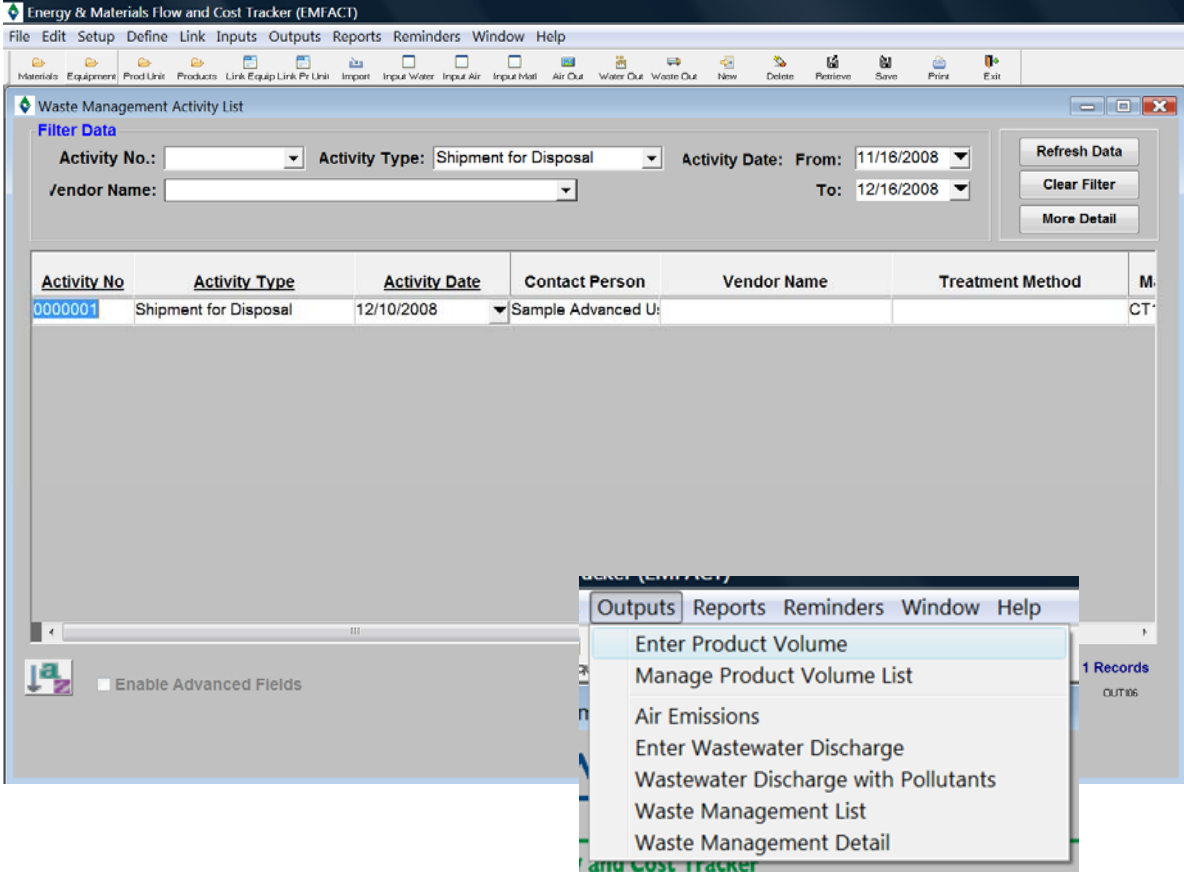 Energy & Materials Flow and Cost Tracker (EMFACT)
File Edit Setup Define Link Inputs Outputs Reports Reminders Window Help
Materials Equipment Prod Unit Products Link Equip Link Pr Unit Import Input Water Input Air Input Matl Air Out Water Out Waste Out New Delete Retrieve Save Print Exit
Waste Management Activity List
Filter Data
Activity No.: Activity Type: Shipment for Disposal Activity Date: From: 11/16/2008
Vendor Name: To: 12/16/2008
Refresh Data
Clear Filter
More Detail
Activity No Activity Type Activity Date Contact Person Vendor Name Treatment Method M
0000001 Shipment for Disposal 12/10/2008 Sample Advanced U CT
Enable Advanced Fields
1 Records
OUT106
acker (EMFACT)
Outputs Reports Reminders Window Help
Enter Product Volume
Manage Product Volume List
Air Emissions
Enter Wastewater Discharge
Wastewater Discharge with Pollutants
Waste Management List
Waste Management Detail
and Cost Tracker